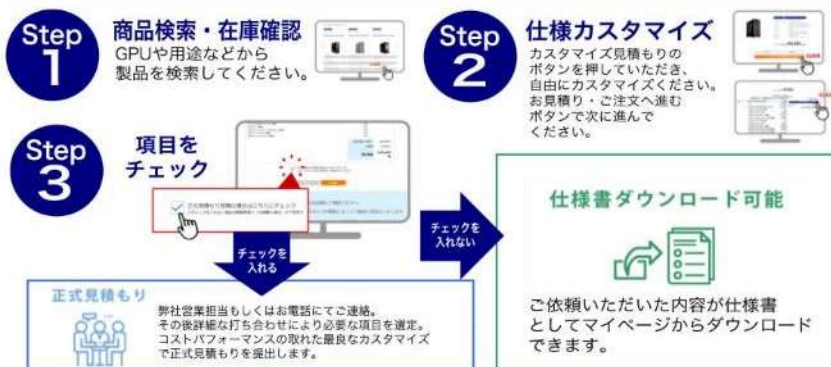 Step
1
商品検索・在庫確認
GPUや用途などから
製品を検索してください。
Step
2
仕様カスタマイズ
カスタマイズ見積もりの
ボタンを押していただき、
自由にカスタマイズください。
お見積り・ご注文へ進む
ボタンで次に進んで
ください。
Step
3
項目を
チェック
チェックを
入れる
チェックを
入れない
正式見積もり
弊社営業担当もしくはお電話にてご連絡。
その後詳細な打ち合わせにより必要な項目を選定。
コストパフォーマンスの取れた最良なカスタマイズ
で正式見積もりを提出します。
仕様書ダウンロード可能
ご依頼いただいた内容が仕様書
としてマイページからダウンロード
できます。